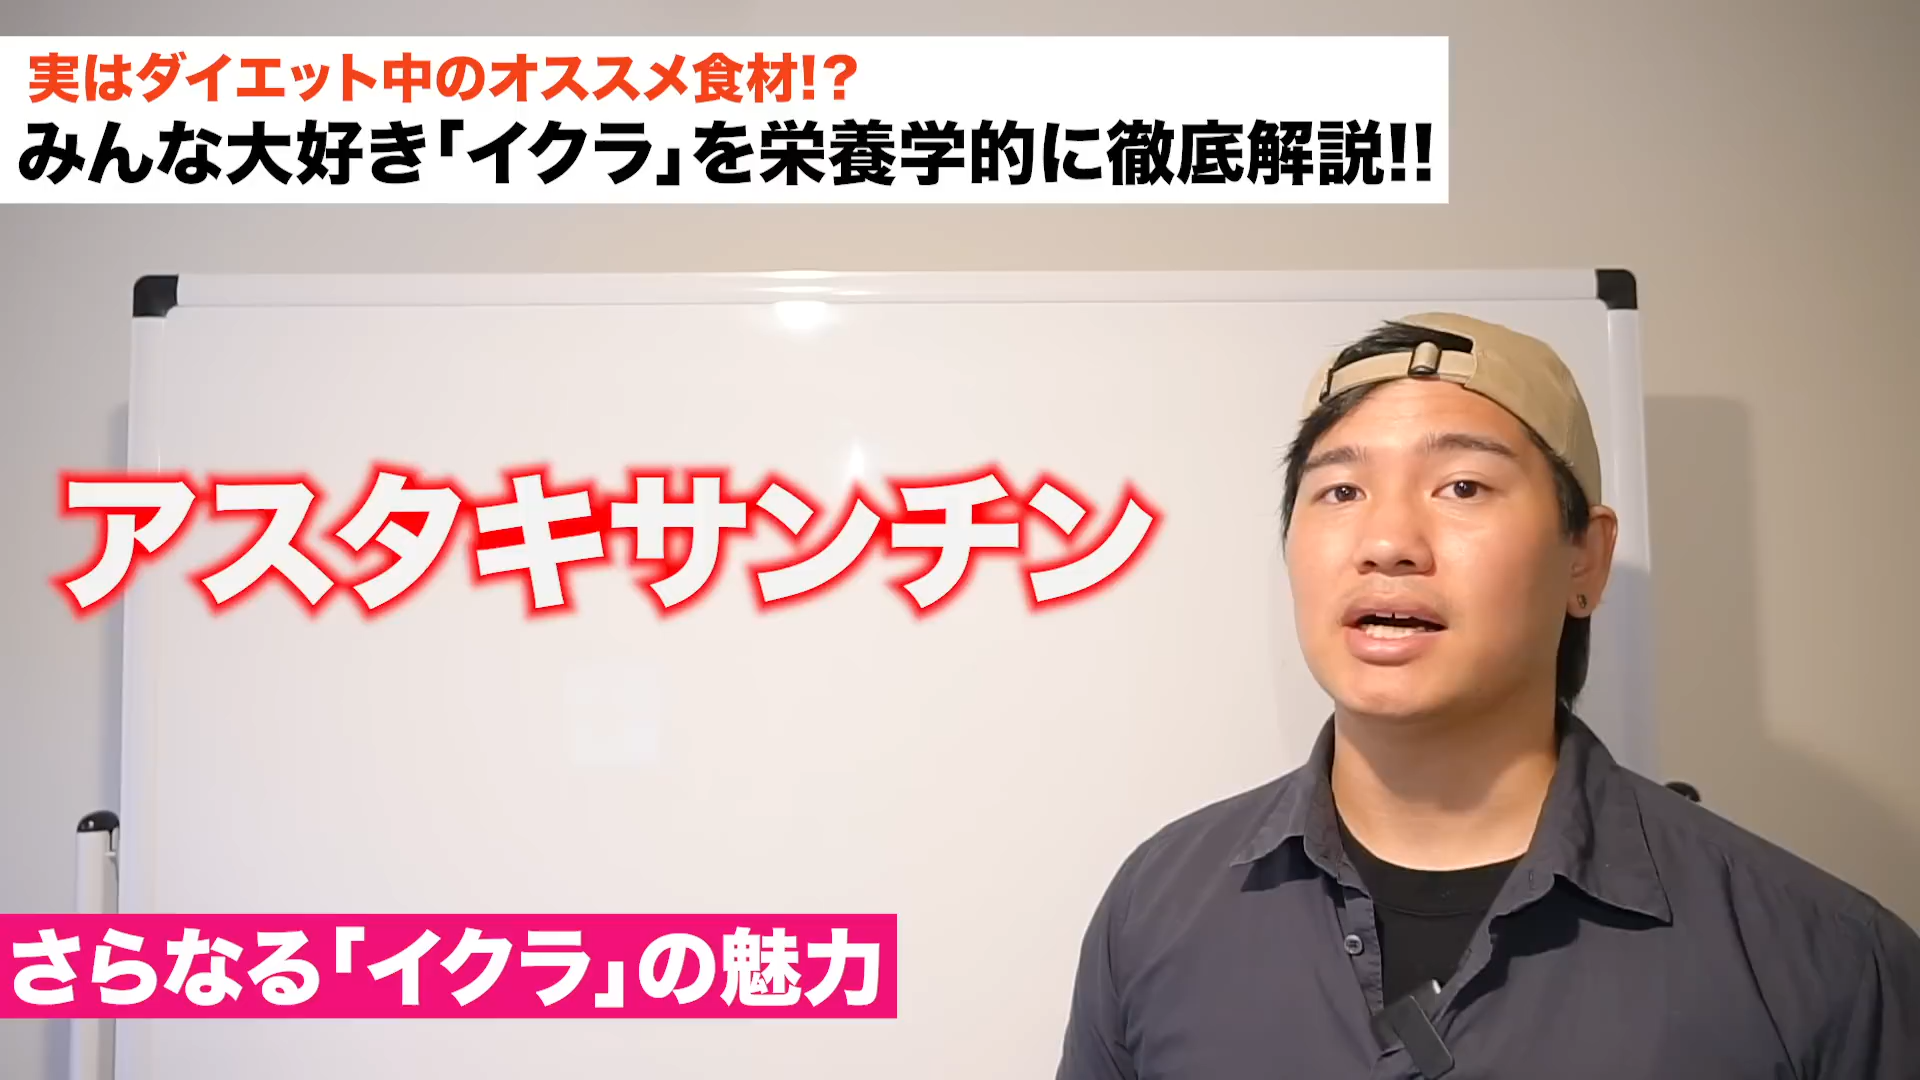 実はダイエット中のオススメ食材!?
みんな大好き「イクラ」を栄養学的に徹底解説!!
アスタキサンチン
さらなる「イクラ」の魅力